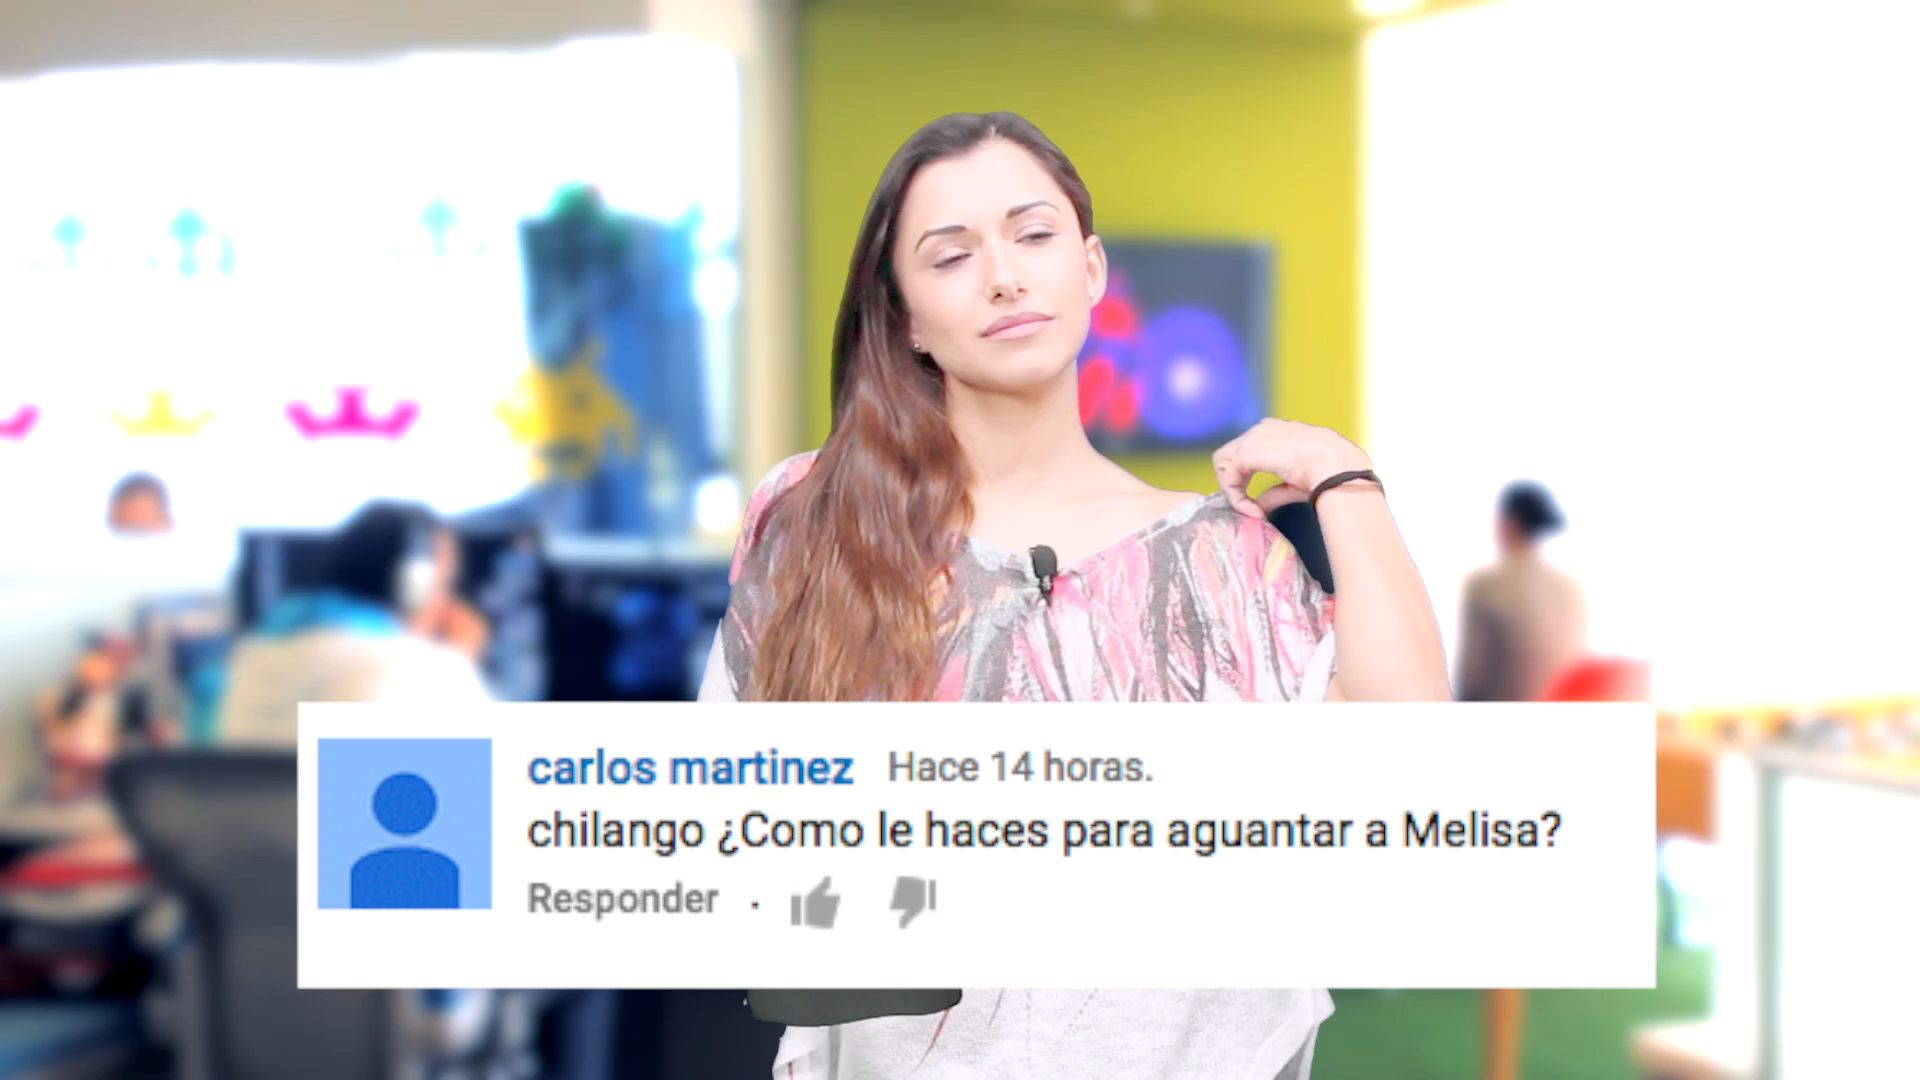 carlos martinez Hace 14 horas.
chilango ¿Como le haces para aguantar a Melisa?
Responder ·